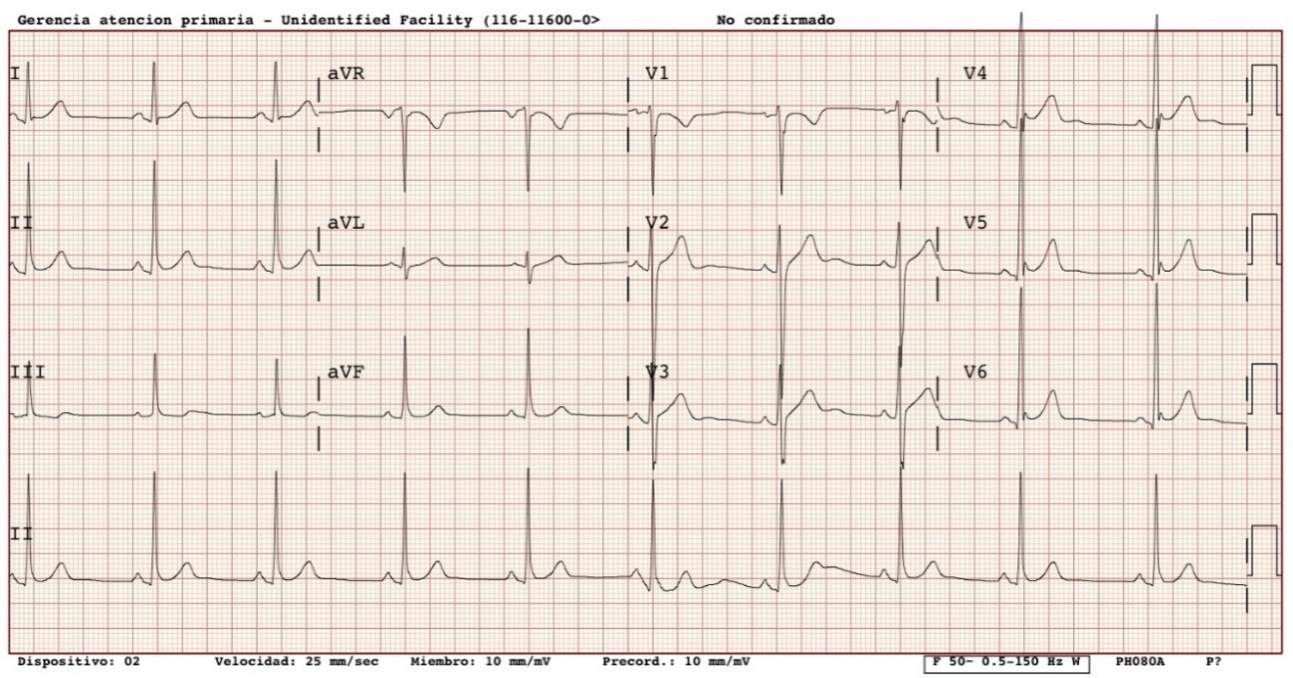 Gerencia atencion primaria - Unidentified Facility (116-11600-0>
No confirmado
I aVR V1 V4
II aVL V2 V5
III aVF V3 V6
II
Dispositivo: 02 Velocidad: 25 mm/sec Miembro: 10 mm/mV Precord.: 10 mm/mV F 50~ 0.5-150 Hz W PH080A P?